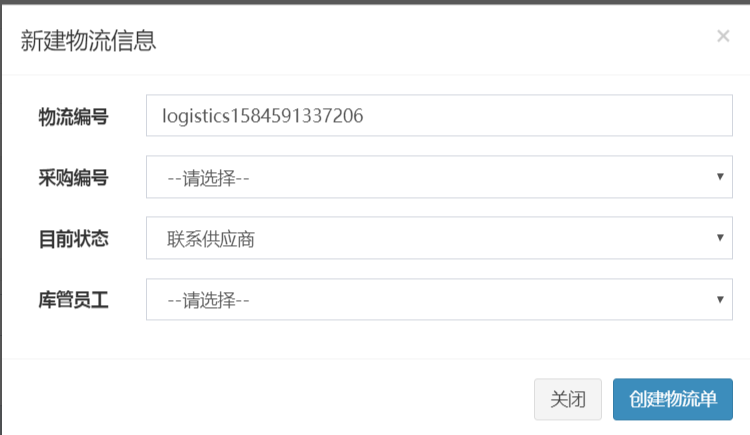 新建物流信息 ×
物流编号 logistics1584591337206
采购编号 --请选择--
目前状态 联系供应商
库管员工 --请选择--
关闭 创建物流单